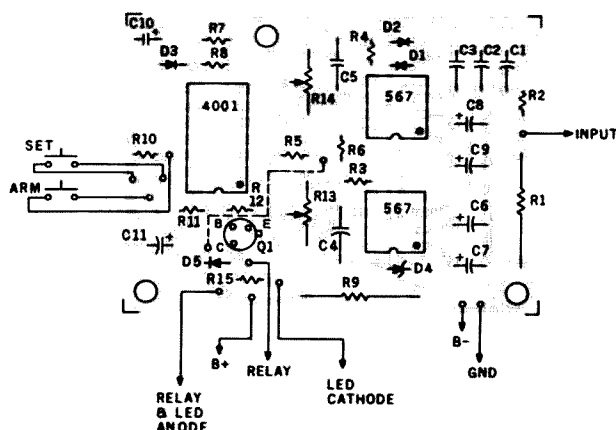 C10
R7
D2
R4
D3
R8
D1
C3
C2
C1
C5
R14
4001
567
R2
C8
SET
R10
R5
R6
INPUT
C9
ARM
R3
R
12
R13
567
R1
R11
B
E
C6
C11
C
Q1
C4
D5
C7
D4
R15
R9
B+
RELAY
B-
LED
CATHODE
GND
RELAY
& LED
ANODE